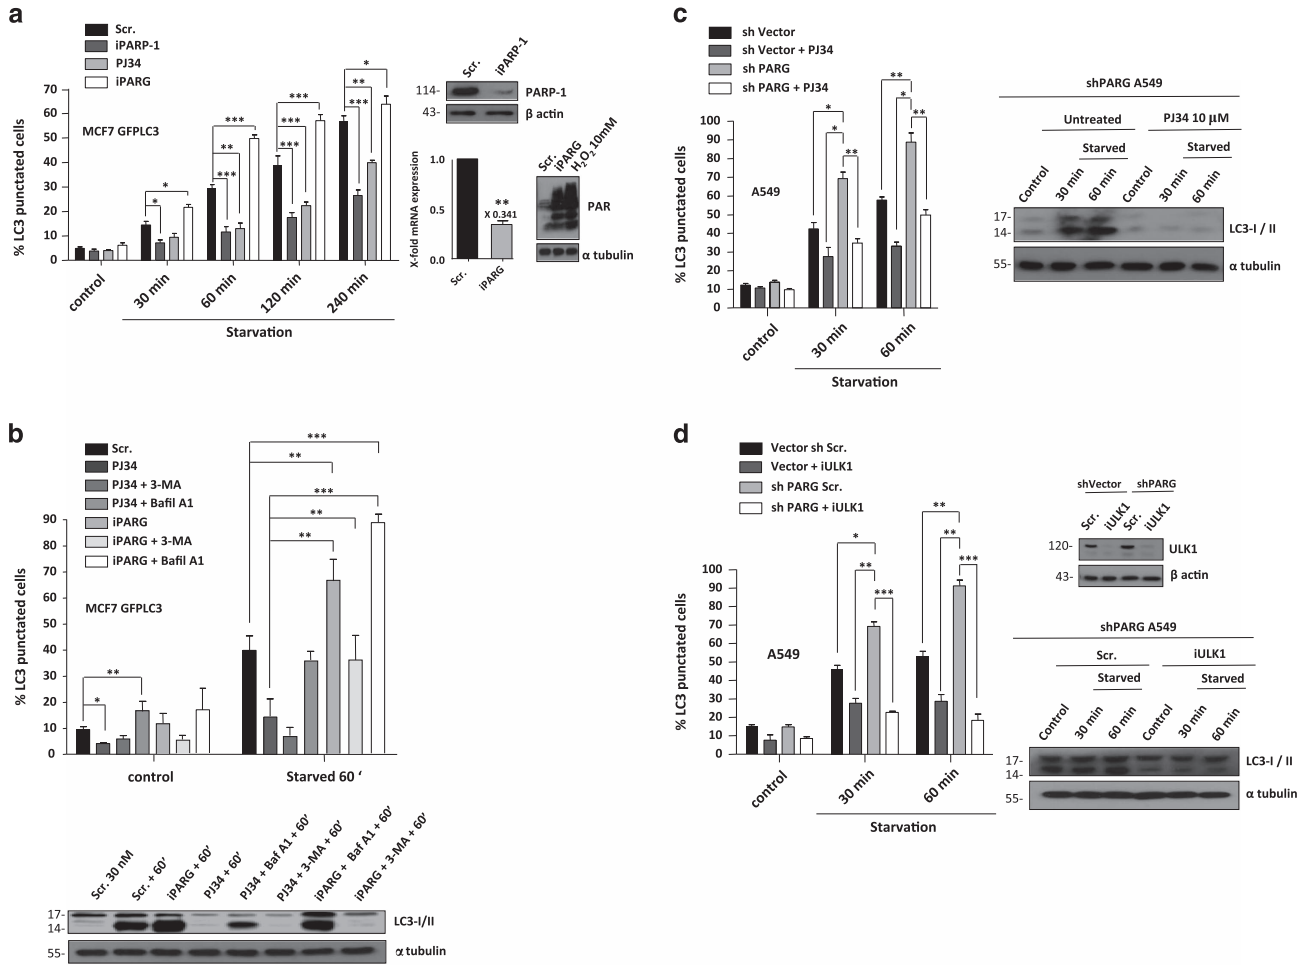 a
Scr.
iPARP-1
PJ34
iPARG
MCF7 GFPLC3
% LC3 punctated cells
70
60
50
40
30
20
10
0
* *** *** *
* ** *** **
*** *** ***
control
30 min
60 min
120 min
240 min
Starvation
Scr.
iPARP-1
114- PARP-1
43- β actin
X-fold mRNA expression
1.0
0.5
0.0
**
X 0.341
Scr.
iPARG
Scr.
iPARG
H2O2 10mM
PAR
α tubulin
b
Scr.
PJ34
PJ34 + 3-MA
PJ34 + Bafil A1
iPARG
iPARG + 3-MA
iPARG + Bafil A1
MCF7 GFPLC3
% LC3 punctated cells
90
80
70
60
50
40
30
20
10
0
**
*
***
**
***
**
**
control
Starved 60 ‘
Scr. 30 nM
Scr. + 60’
iPARG + 60’
PJ34 + 60’
PJ34 + Baf A1 + 60’
PJ34 + 3-MA + 60’
iPARG + Baf A1 + 60’
iPARG + 3-MA + 60’
17-
14-
LC3-I/II
55- α tubulin
c
sh Vector
sh Vector + PJ34
sh PARG
sh PARG + PJ34
A549
% LC3 punctated cells
100
90
80
70
60
50
40
30
20
10
0
*
*
**
**
*
**
control
30 min
60 min
Starvation
shPARG A549
Untreated PJ34 10 µM
Starved Starved
Control
30 min
60 min
Control
30 min
60 min
17-
14-
LC3-I / II
55- α tubulin
d
Vector sh Scr.
Vector + iULK1
sh PARG Scr.
sh PARG + iULK1
A549
% LC3 punctated cells
100
90
80
70
60
50
40
30
20
10
0
*
**
***
**
**
***
control
30 min
60 min
Starvation
shVector shPARG
Scr.
iULK1
Scr.
iULK1
120- ULK1
43- β actin
shPARG A549
Scr. iULK1
Starved Starved
Control
30 min
60 min
Control
30 min
60 min
17-
14-
LC3-I / II
55- α tubulin